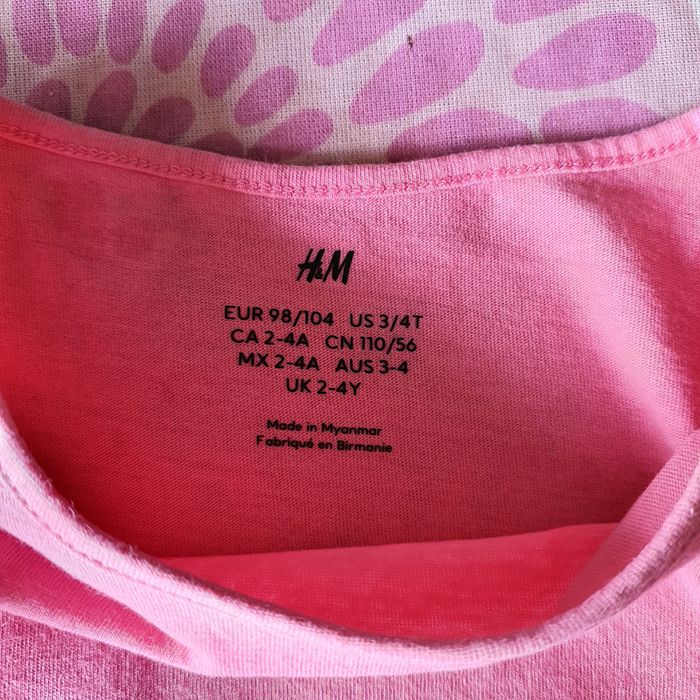 H&M
EUR 98/104 US 3/4T
CA 2-4A CN 110/56
MX 2-4A AUS 3-4
UK 2-4Y
Made in Myanmar
Fabriqué en Birmanie